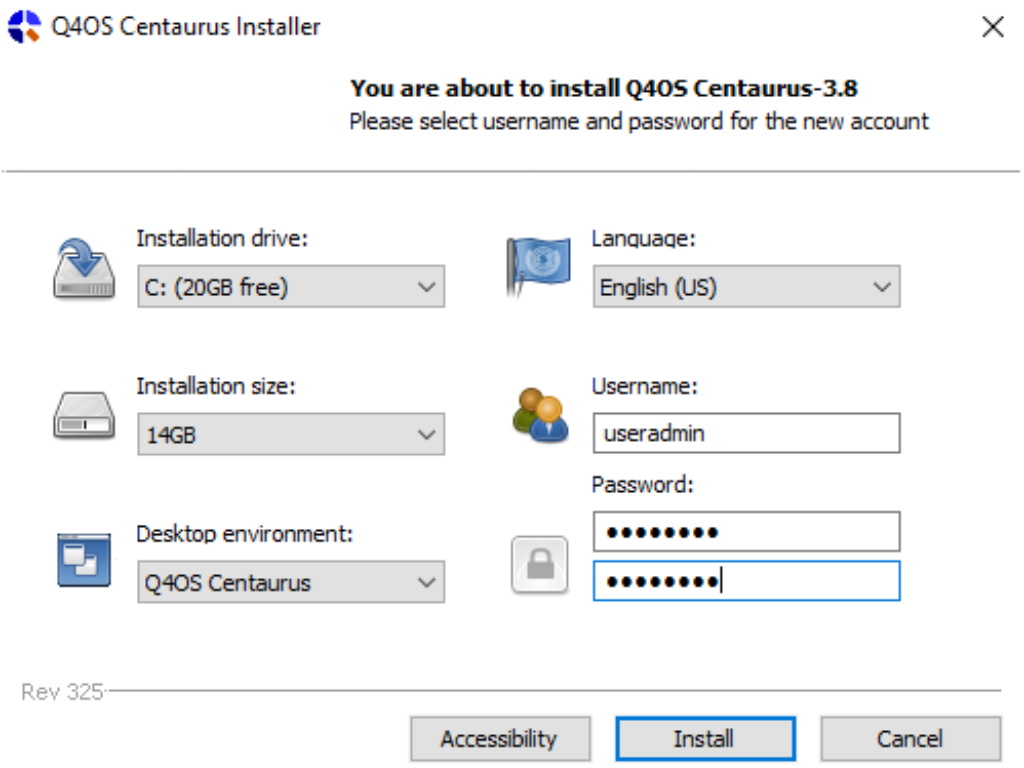 Q4OS Centaurus Installer
You are about to install Q4OS Centaurus-3.8
Please select username and password for the new account
Installation drive:
C: (20GB free)
Language:
English (US)
Installation size:
14GB
Username:
useradmin
Password:
●●●●●●●●
●●●●●●●●
Desktop environment:
Q4OS Centaurus
Rev 325
Accessibility
Install
Cancel